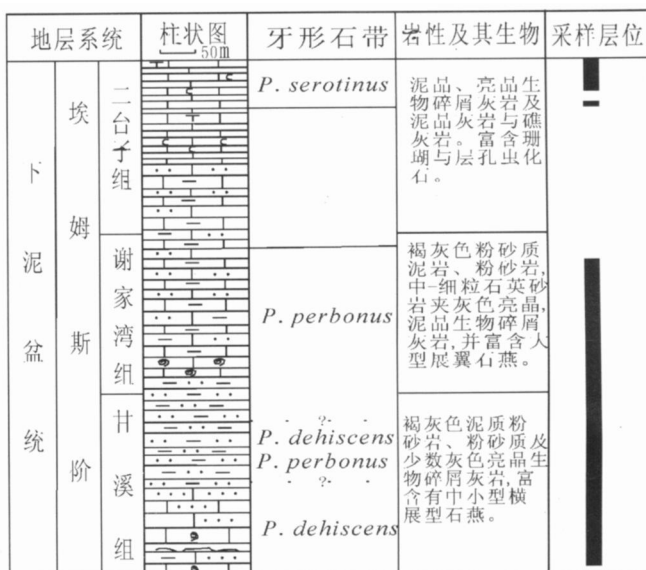 地层系统
柱状图
50m
牙形石带
岩性及其生物
采样层位
下泥盆统
埃姆斯阶
二台子组
谢家湾组
甘溪组
P. serotinus
P. perbonus
- ?- -
P. dehiscens
P. perbonus
- ?- -
P. dehiscens
泥晶、亮晶生
物碎屑灰岩及
泥晶灰岩与礁
灰岩。富含珊
瑚与层孔虫化
石。
褐灰色粉砂质
泥岩、粉砂岩,
中-细粒石英砂
岩夹灰色亮晶,
泥晶生物碎屑
灰岩,并富含大
型展翼石燕。
褐灰色泥质粉
砂岩、粉砂质及
少数灰色亮晶生
物碎屑灰岩,富
含有中小型横
展型石燕。